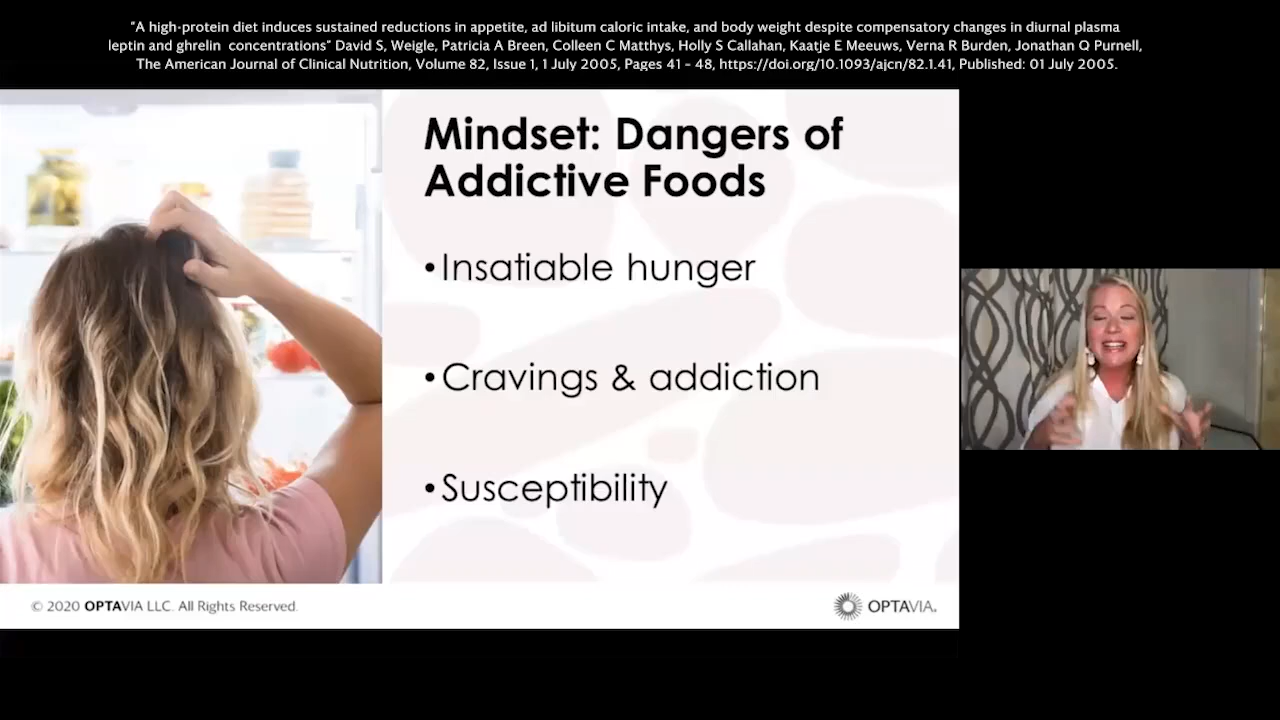 "A high-protein diet induces sustained reductions in appetite, ad libitum caloric intake, and body weight despite compensatory changes in diurnal plasma
leptin and ghrelin concentrations" David S, Weigle, Patricia A Breen, Colleen C Matthys, Holly S Callahan, Kaatje E Meeuws, Verna R Burden, Jonathan Q Purnell,
The American Journal of Clinical Nutrition, Volume 82, Issue 1, 1 July 2005, Pages 41 – 48, https://doi.org/10.1093/ajcn/82.1.41, Published: 01 July 2005.
Mindset: Dangers of
Addictive Foods
•Insatiable hunger
•Cravings & addiction
•Susceptibility
© 2020 OPTAVIA LLC. All Rights Reserved.
OPTAVIA.